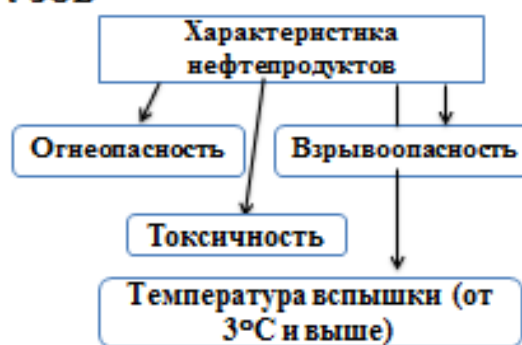 Характеристика
нефтепродуктов
Огнеопасность
Взрывоопасность
Токсичность
Температура вспышки (от
3°С и выше)